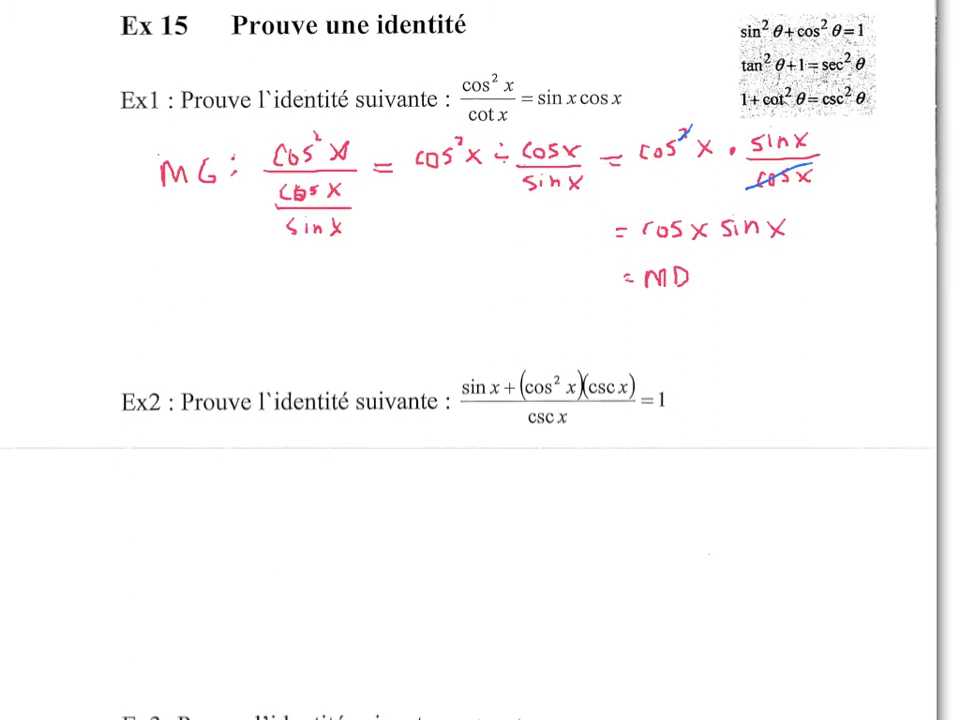 Ex 15 Prouve une identité
sin² θ + cos² θ = 1
tan² θ + 1 = sec² θ
1 + cot² θ = csc² θ
Ex1 : Prouve l`identité suivante : cos² x / cot x = sin x cos x
MG : cos² x / (cos x / sin x) = cos² x ÷ cos x / sin x = cos² x · sin x / cos x
= cos x sin x
= MD
Ex2 : Prouve l`identité suivante : (sin x + (cos² x)(csc x)) / csc x = 1